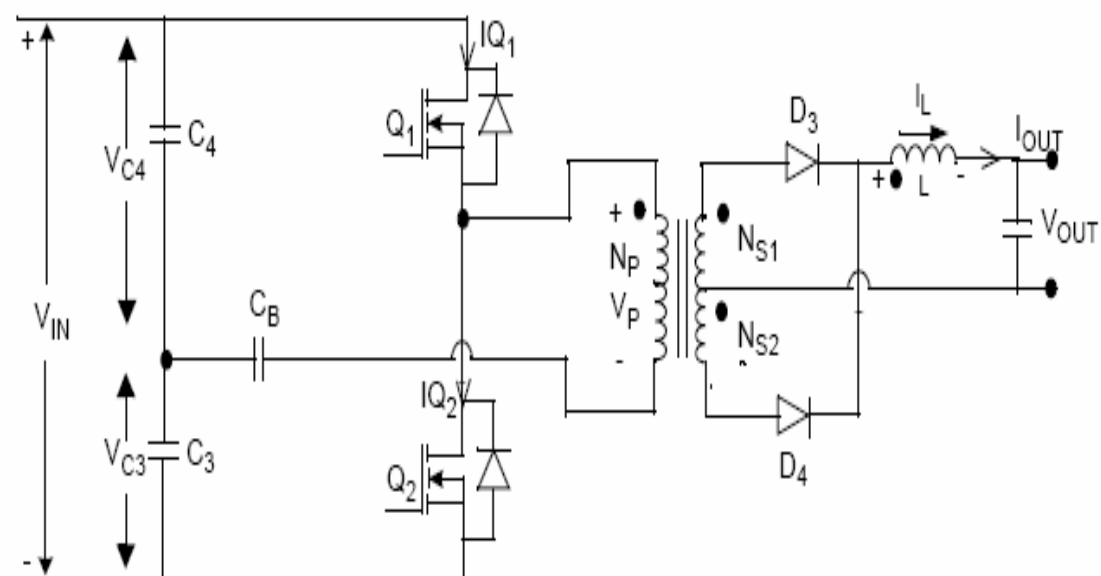 +
IQ1
Q1
C4
VC4
D3
IL
IOUT
+
L
-
VOUT
+
NP
VP
-
NS1
NS2
VIN
CB
VC3
C3
IQ2
Q2
D4
-